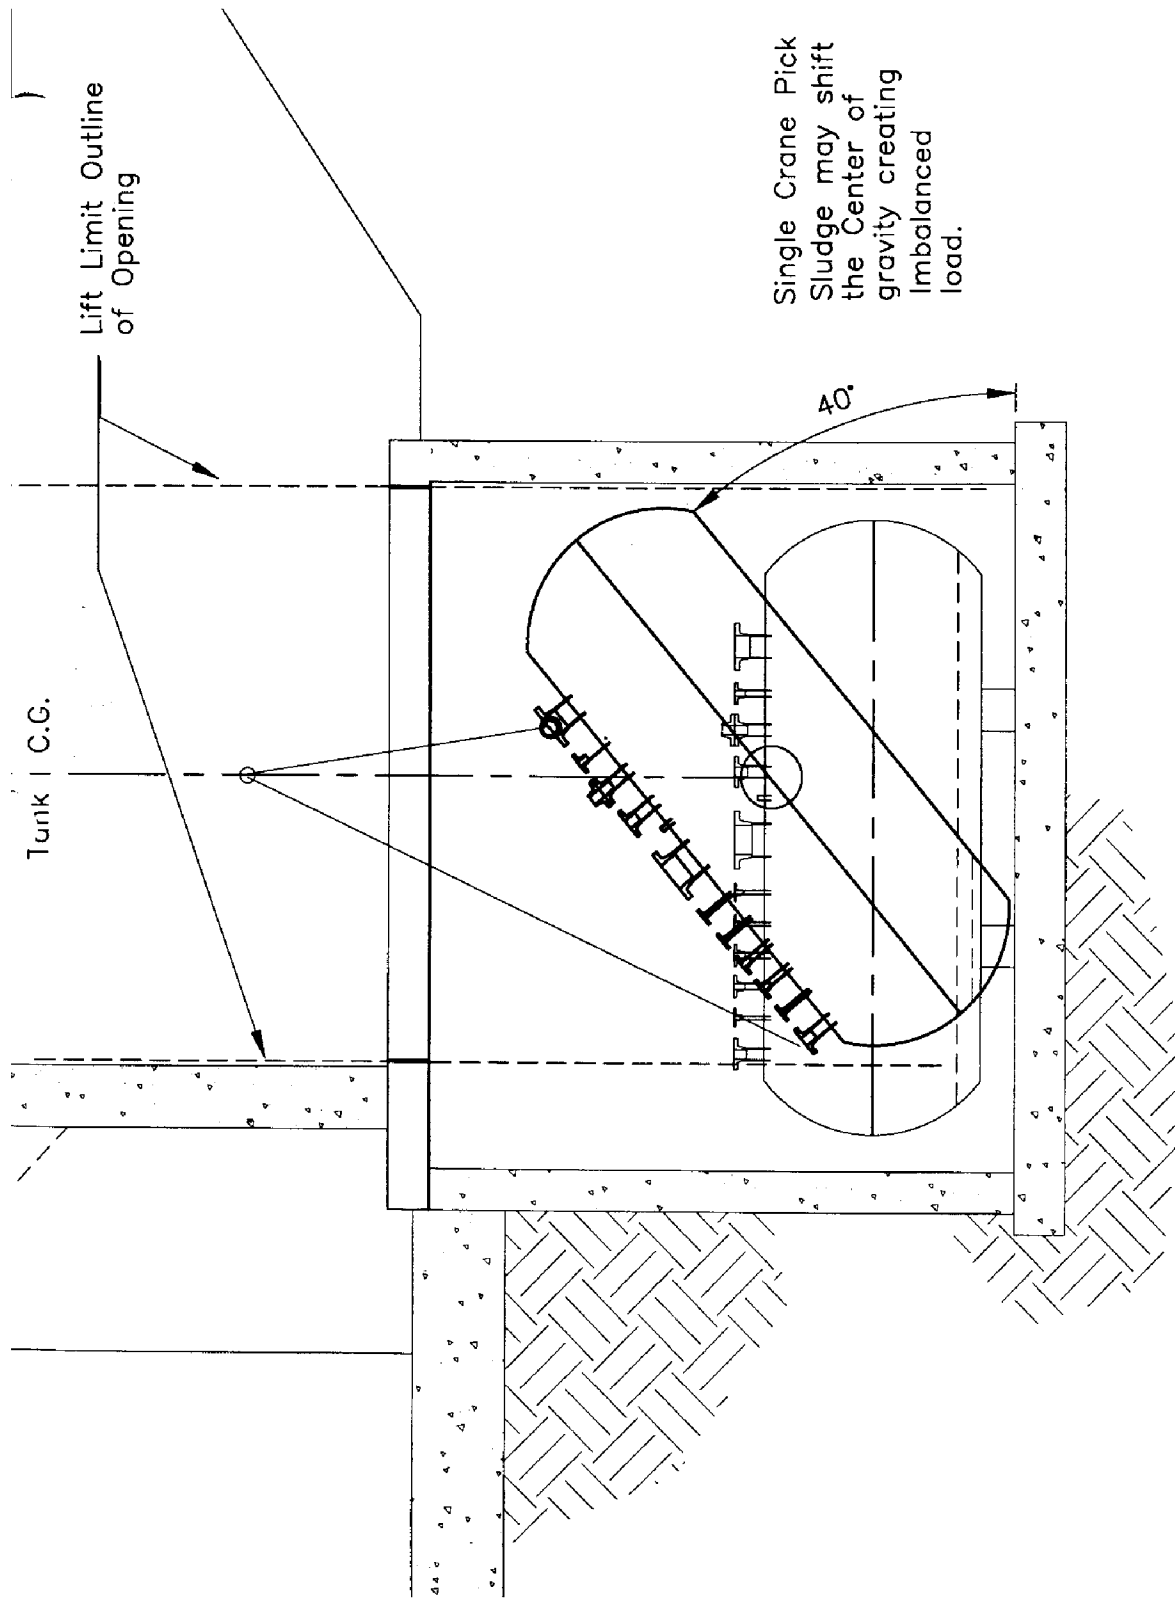 Lift Limit Outline
of Opening
Tank 1 C.G.
40°
Single Crane Pick
Sludge may shift
the Center of
gravity creating
Imbalanced
load.